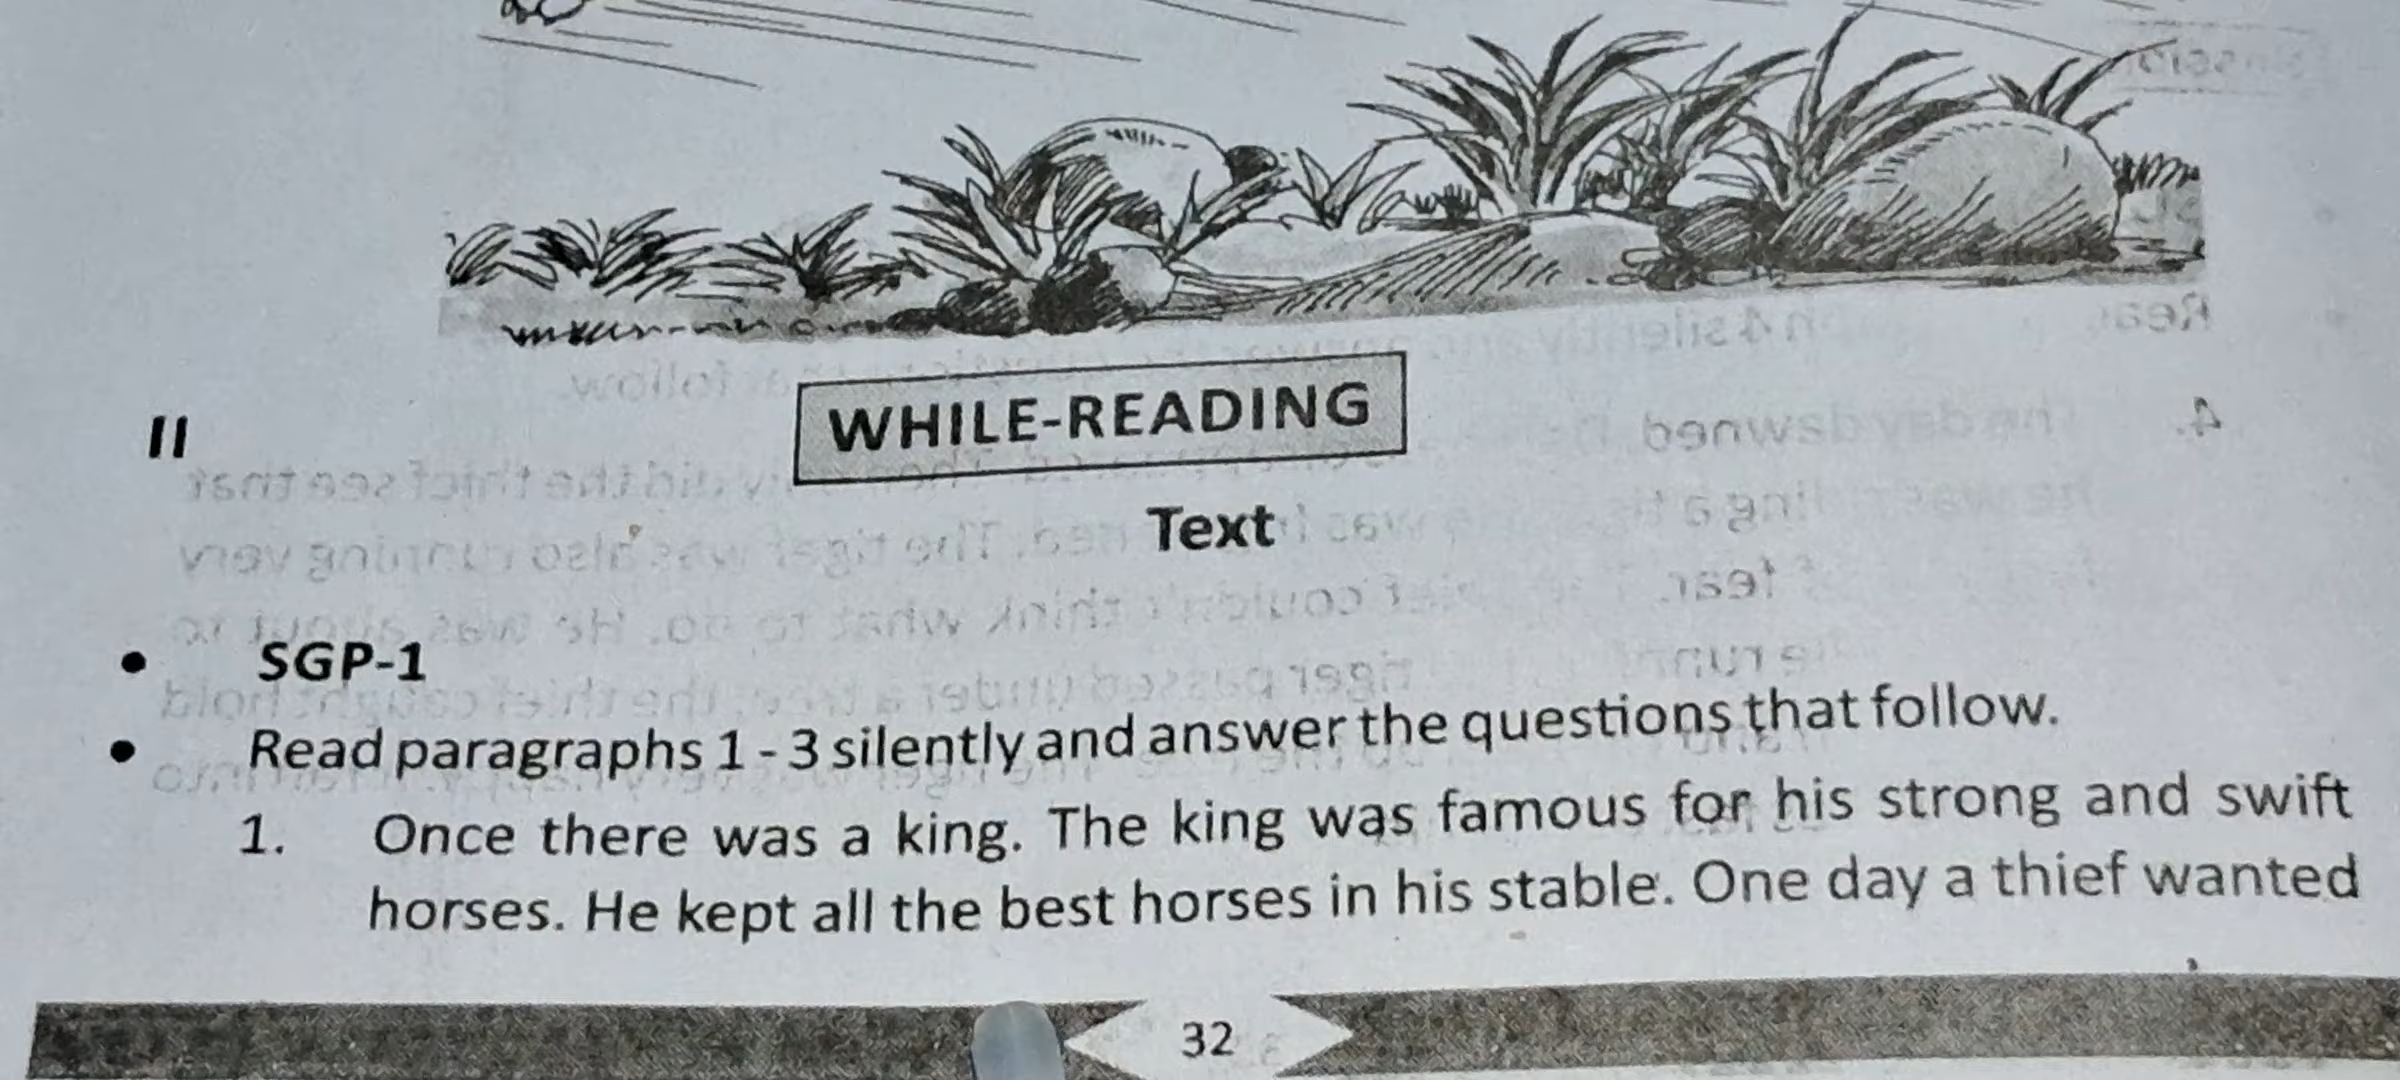 II
WHILE-READING
Text
• SGP-1
• Read paragraphs 1 - 3 silently and answer the questions that follow.
1. Once there was a king. The king was famous for his strong and swift
horses. He kept all the best horses in his stable. One day a thief wanted
32